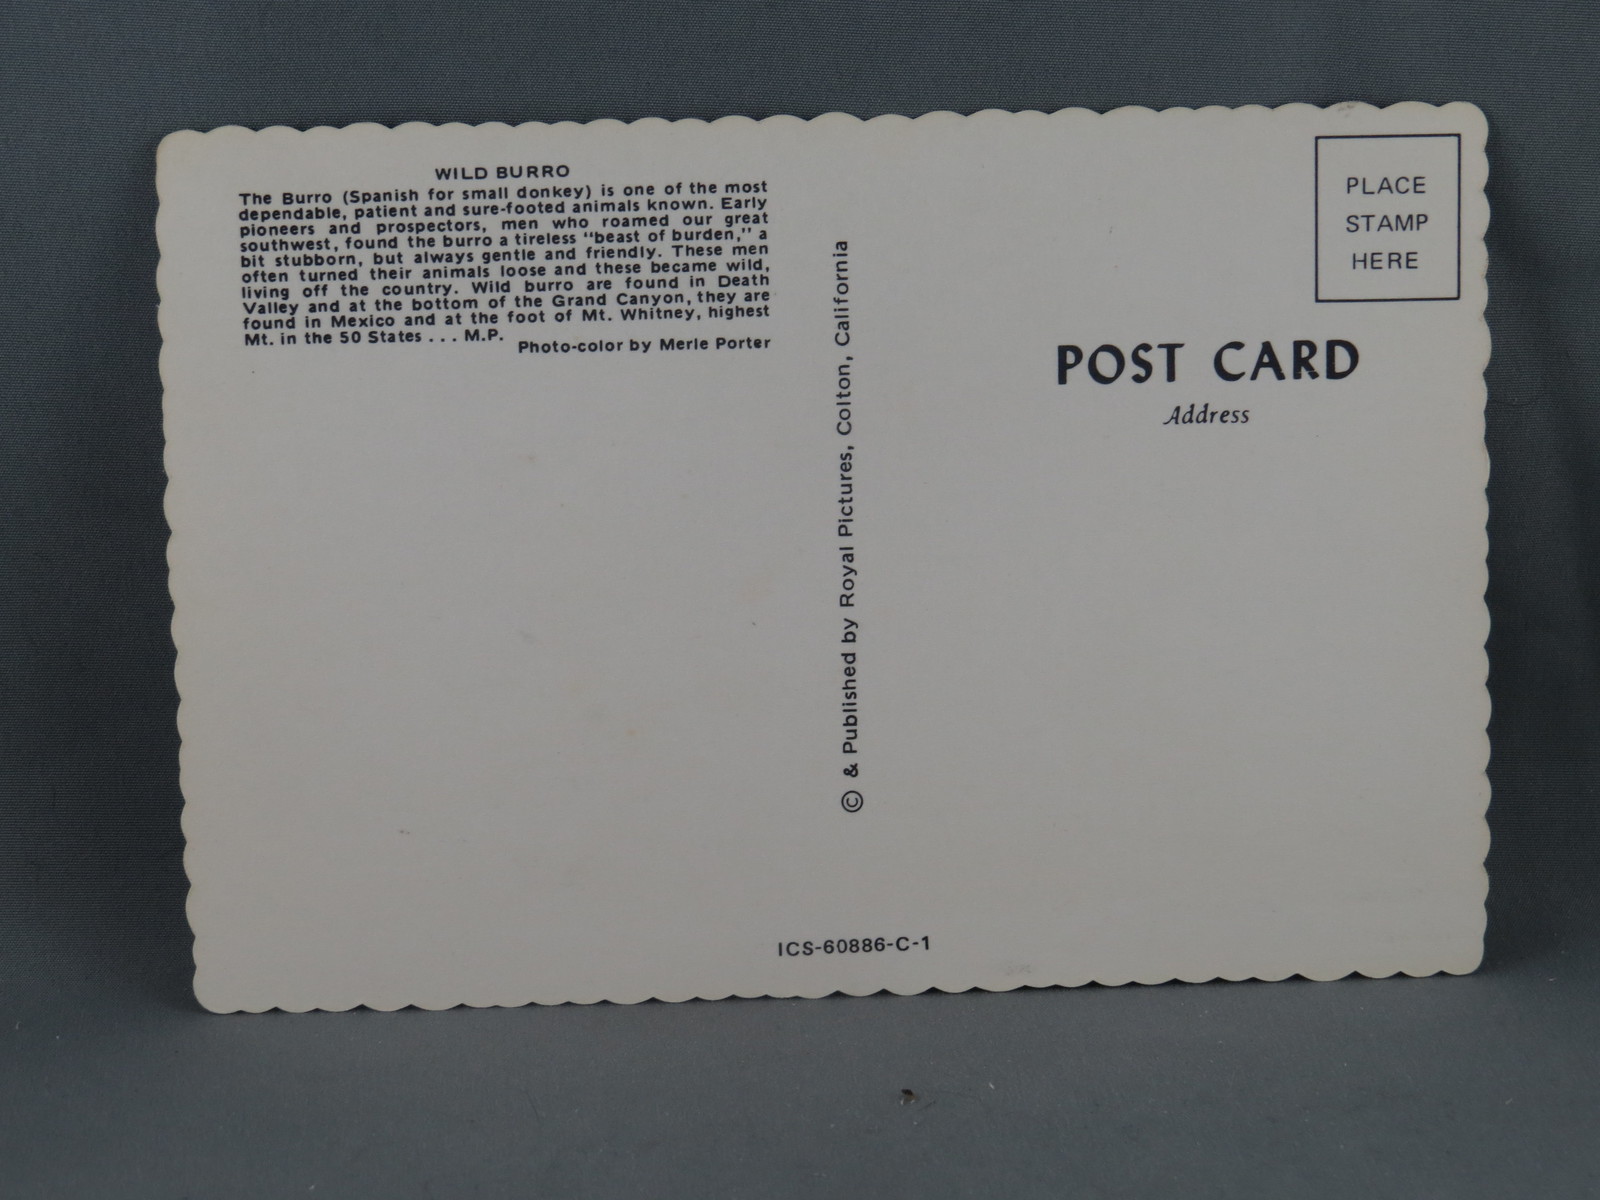 WILD BURRO
The Burro (Spanish for small donkey) is one of the most
dependable, patient and sure-footed animals known. Early
pioneers and prospectors, men who roamed our great
southwest, found the burro a tireless "beast of burden," a
bit stubborn, but always gentle and friendly. These men
often turned their animals loose and these became wild,
living off the country. Wild burro are found in Death
Valley and at the bottom of the Grand Canyon, they are
found in Mexico and at the foot of Mt. Whitney, highest
Mt. in the 50 States . . . M.P.
Photo-color by Merle Porter
© & Published by Royal Pictures, Colton, California
PLACE
STAMP
HERE
POST CARD
Address
ICS-60886-C-1